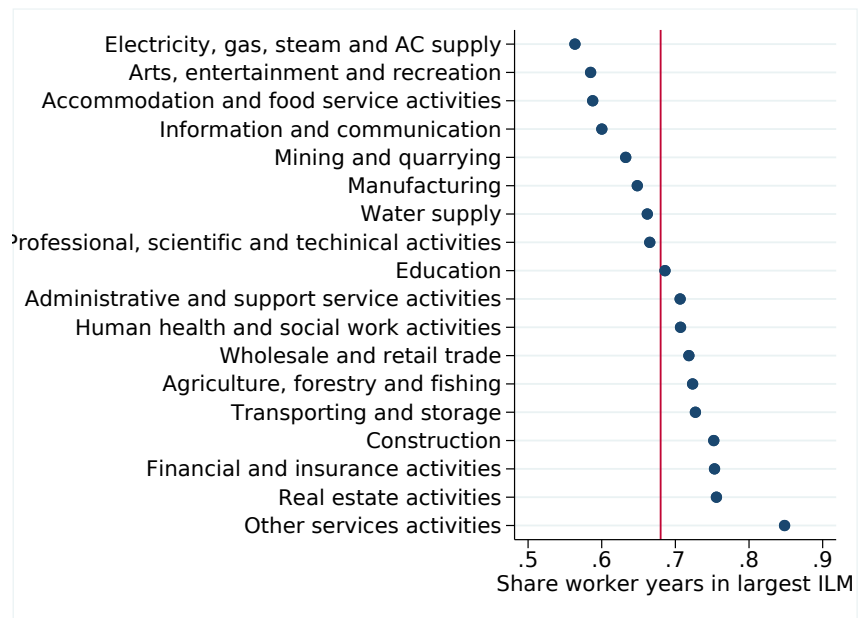 Electricity, gas, steam and AC supply
Arts, entertainment and recreation
Accommodation and food service activities
Information and communication
Mining and quarrying
Manufacturing
Water supply
Professional, scientific and techinical activities
Education
Administrative and support service activities
Human health and social work activities
Wholesale and retail trade
Agriculture, forestry and fishing
Transporting and storage
Construction
Financial and insurance activities
Real estate activities
Other services activities
.5 .6 .7 .8 .9
Share worker years in largest ILM